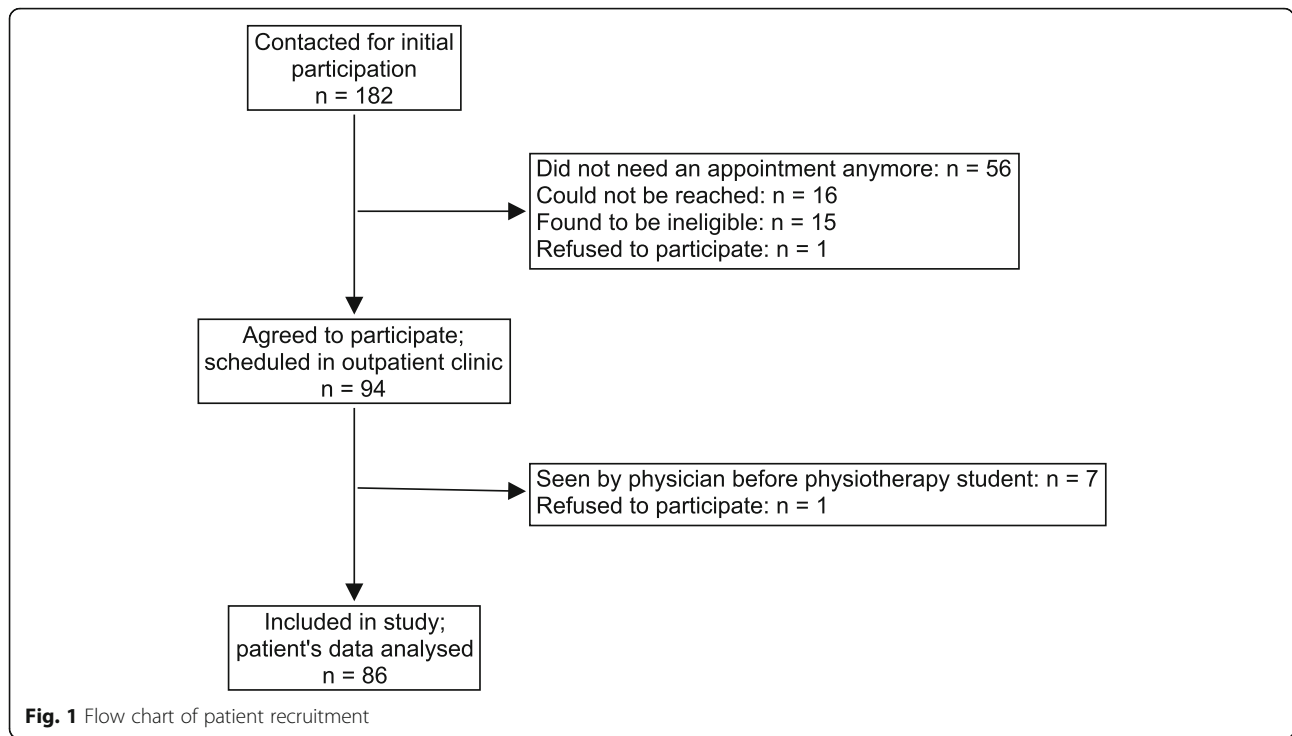 Contacted for initial
participation
n = 182
Did not need an appointment anymore: n = 56
Could not be reached: n = 16
Found to be ineligible: n = 15
Refused to participate: n = 1
Agreed to participate;
scheduled in outpatient clinic
n = 94
Seen by physician before physiotherapy student: n = 7
Refused to participate: n = 1
Included in study;
patient's data analysed
n = 86
Fig. 1 Flow chart of patient recruitment